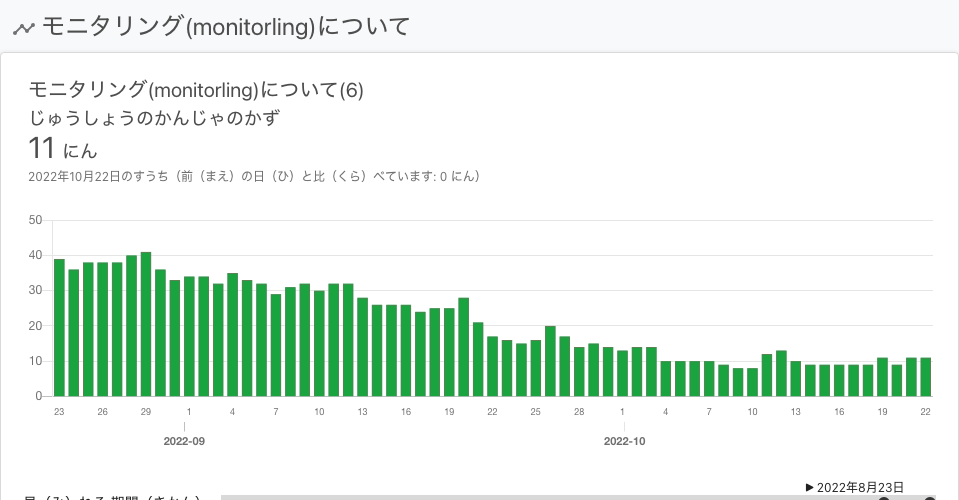 モニタリング(monitorling)について
モニタリング(monitorling)について(6)
じゅうしょうのかんじゃのかず
11 にん
2022年10月22日のすうち（前（まえ）の日（ひ）と比（くら）べています: 0 にん）
50
40
30
20
10
0
23 26 29 1 4 7 10 13 16 19 22 25 28 1 4 7 10 13 16 19 22
2022-09 2022-10
▶ 2022年8月23日